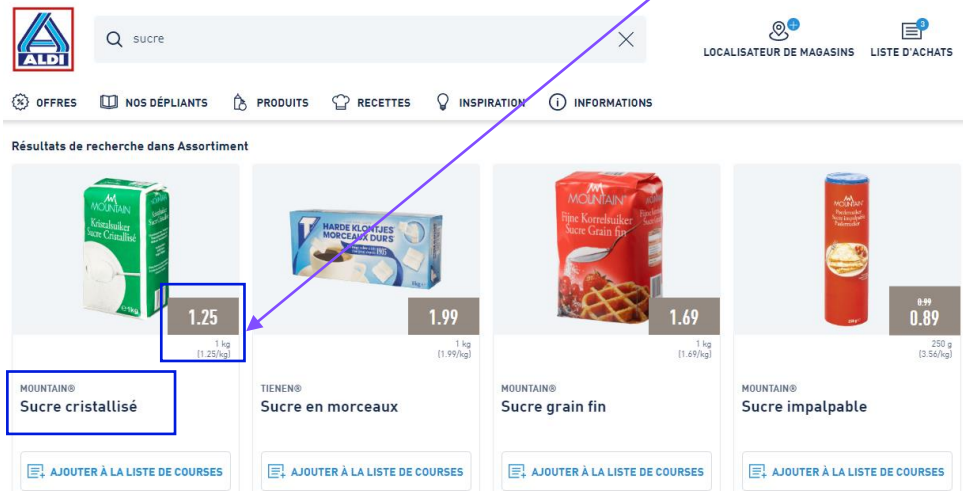 ALDI
sucre
LOCALISATEUR DE MAGASINS
3
LISTE D'ACHATS
OFFRES
NOS DÉPLIANTS
PRODUITS
RECETTES
INSPIRATION
INFORMATIONS
Résultats de recherche dans Assortiment
MOUNTAIN
Kristalsuiker
Sucre Cristallisé
1.25
1 kg
(1.25/kg)
MOUNTAIN®
Sucre cristallisé
AJOUTER À LA LISTE DE COURSES
HARDE KLONTJES
MORCEAUX DURS
1.99
1 kg
(1.99/kg)
TIENEN®
Sucre en morceaux
AJOUTER À LA LISTE DE COURSES
MOUNTAIN
Fijne Korrelsuiker
Sucre Grain fin
1.69
1 kg
(1.69/kg)
MOUNTAIN®
Sucre grain fin
AJOUTER À LA LISTE DE COURSES
MOUNTAIN
0.99
0.89
250 g
(3.56/kg)
MOUNTAIN®
Sucre impalpable
AJOUTER À LA LISTE DE COURSES